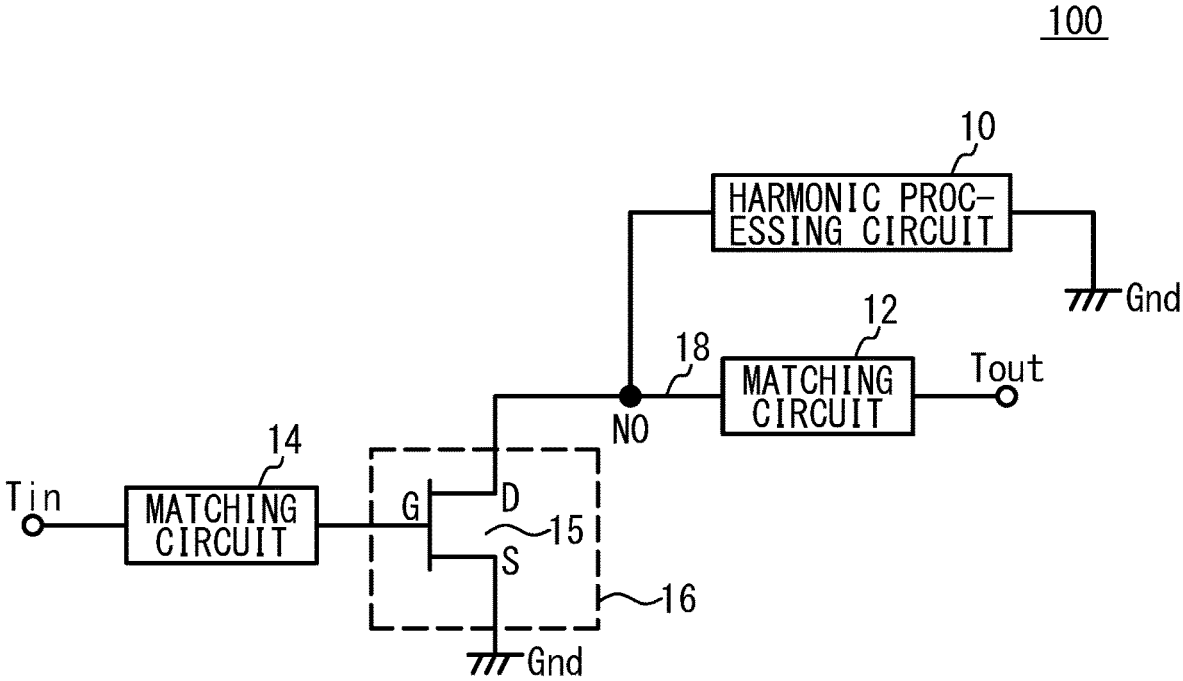 100
10
HARMONIC PROC-
ESSING CIRCUIT
Gnd
12
18
MATCHING
CIRCUIT
Tout
N0
14
Tin
MATCHING
CIRCUIT
G
D
15
S
16
Gnd